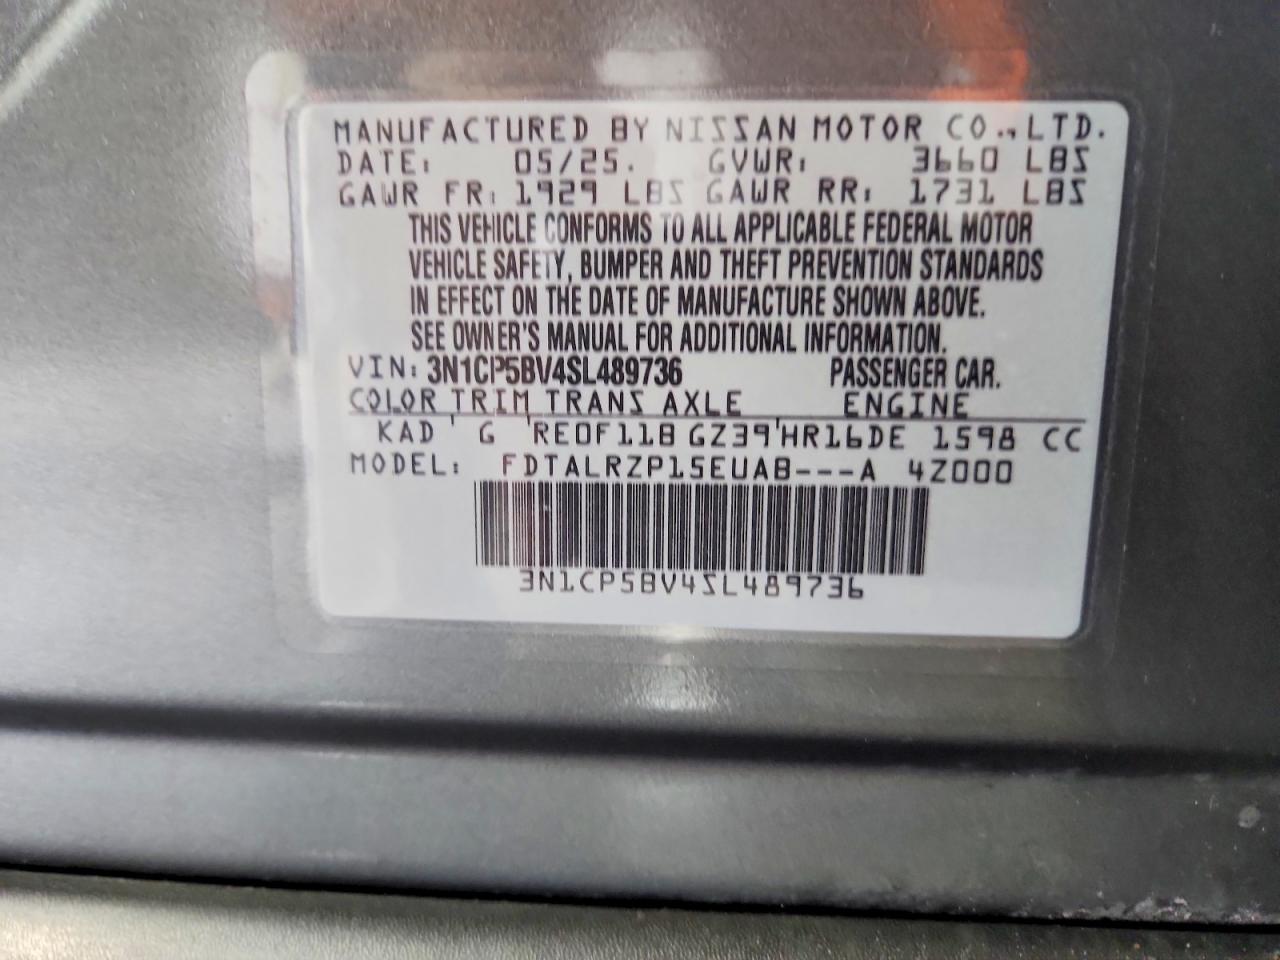 MANUFACTURED BY NISSAN MOTOR CO.,LTD.
DATE: 05/25. GVWR: 3660 LBS
GAWR FR: 1929 LBS GAWR RR: 1731 LBS
THIS VEHICLE CONFORMS TO ALL APPLICABLE FEDERAL MOTOR
VEHICLE SAFETY, BUMPER AND THEFT PREVENTION STANDARDS
IN EFFECT ON THE DATE OF MANUFACTURE SHOWN ABOVE.
SEE OWNER'S MANUAL FOR ADDITIONAL INFORMATION.
VIN: 3N1CP5BV4SL489736 PASSENGER CAR.
COLOR TRIM TRANS AXLE ENGINE
KAD ' G 'RE0F11B GZ39'HR16DE 1598 CC
MODEL: FDTALRZP15EUAB---A 4Z000
3N1CP5BV4SL489736